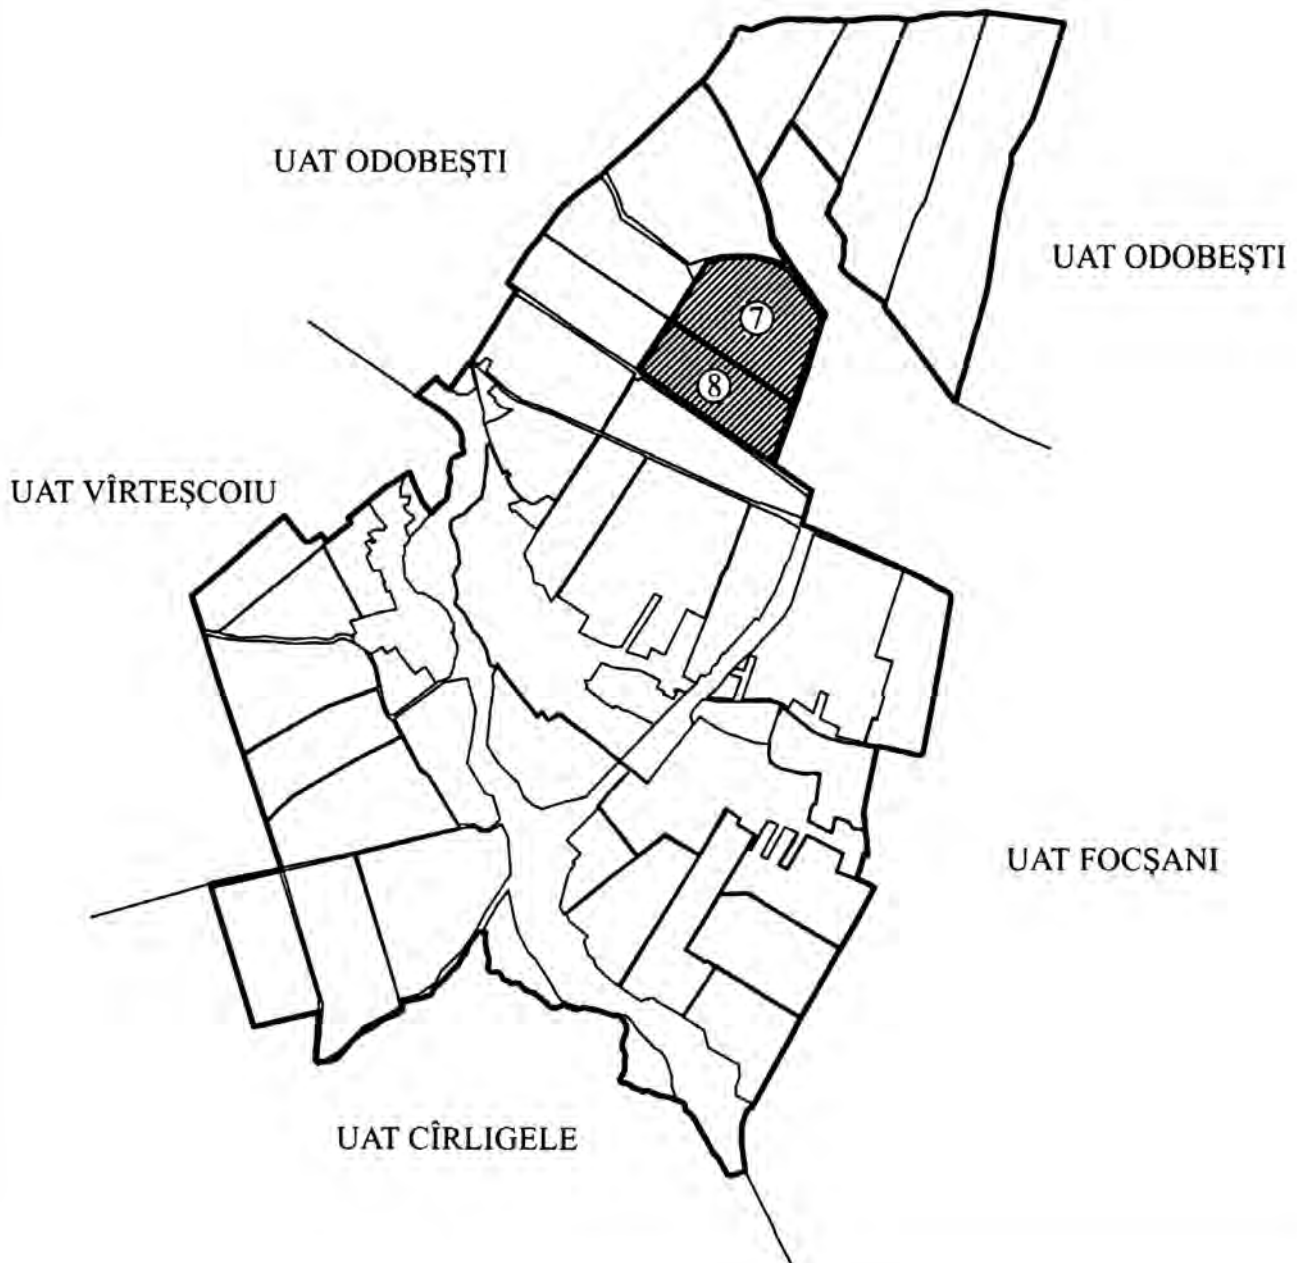 UAT ODOBEȘTI
UAT ODOBEȘTI
7
8
UAT VÎRTEȘCOIU
UAT FOCȘANI
UAT CÎRLIGELE